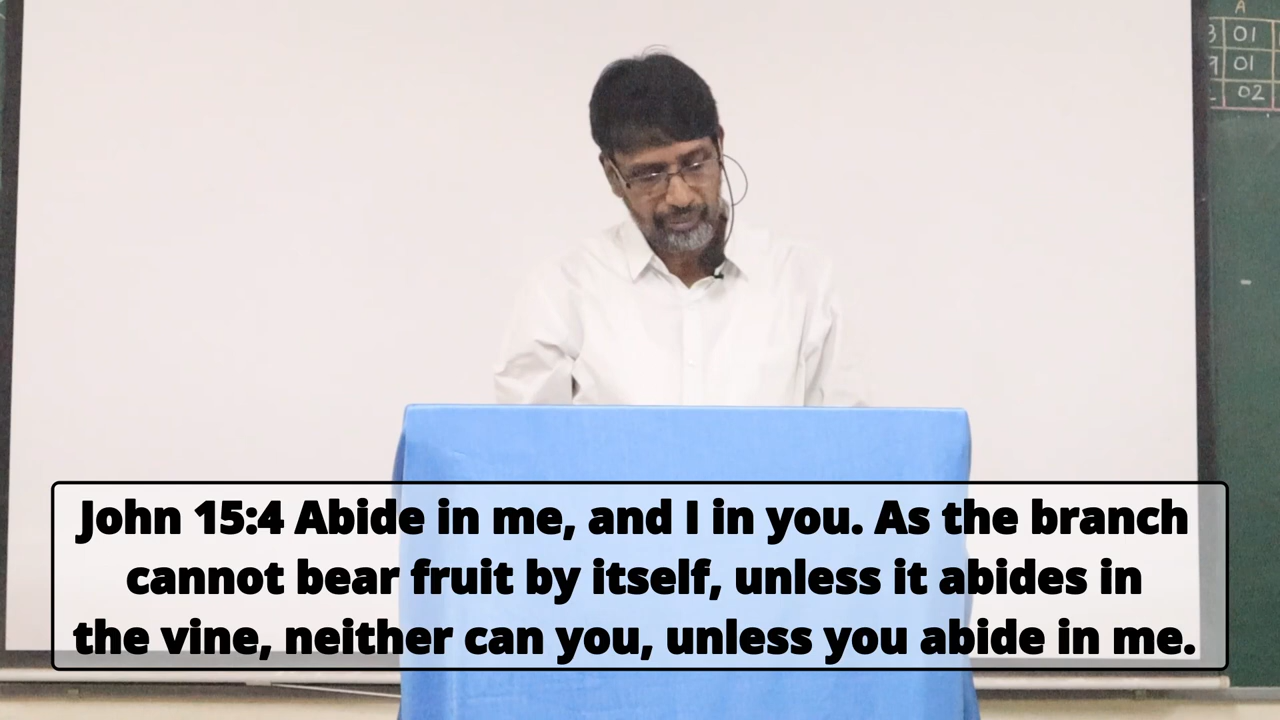 A
01
01
02
John 15:4 Abide in me, and I in you. As the branch
cannot bear fruit by itself, unless it abides in
the vine, neither can you, unless you abide in me.